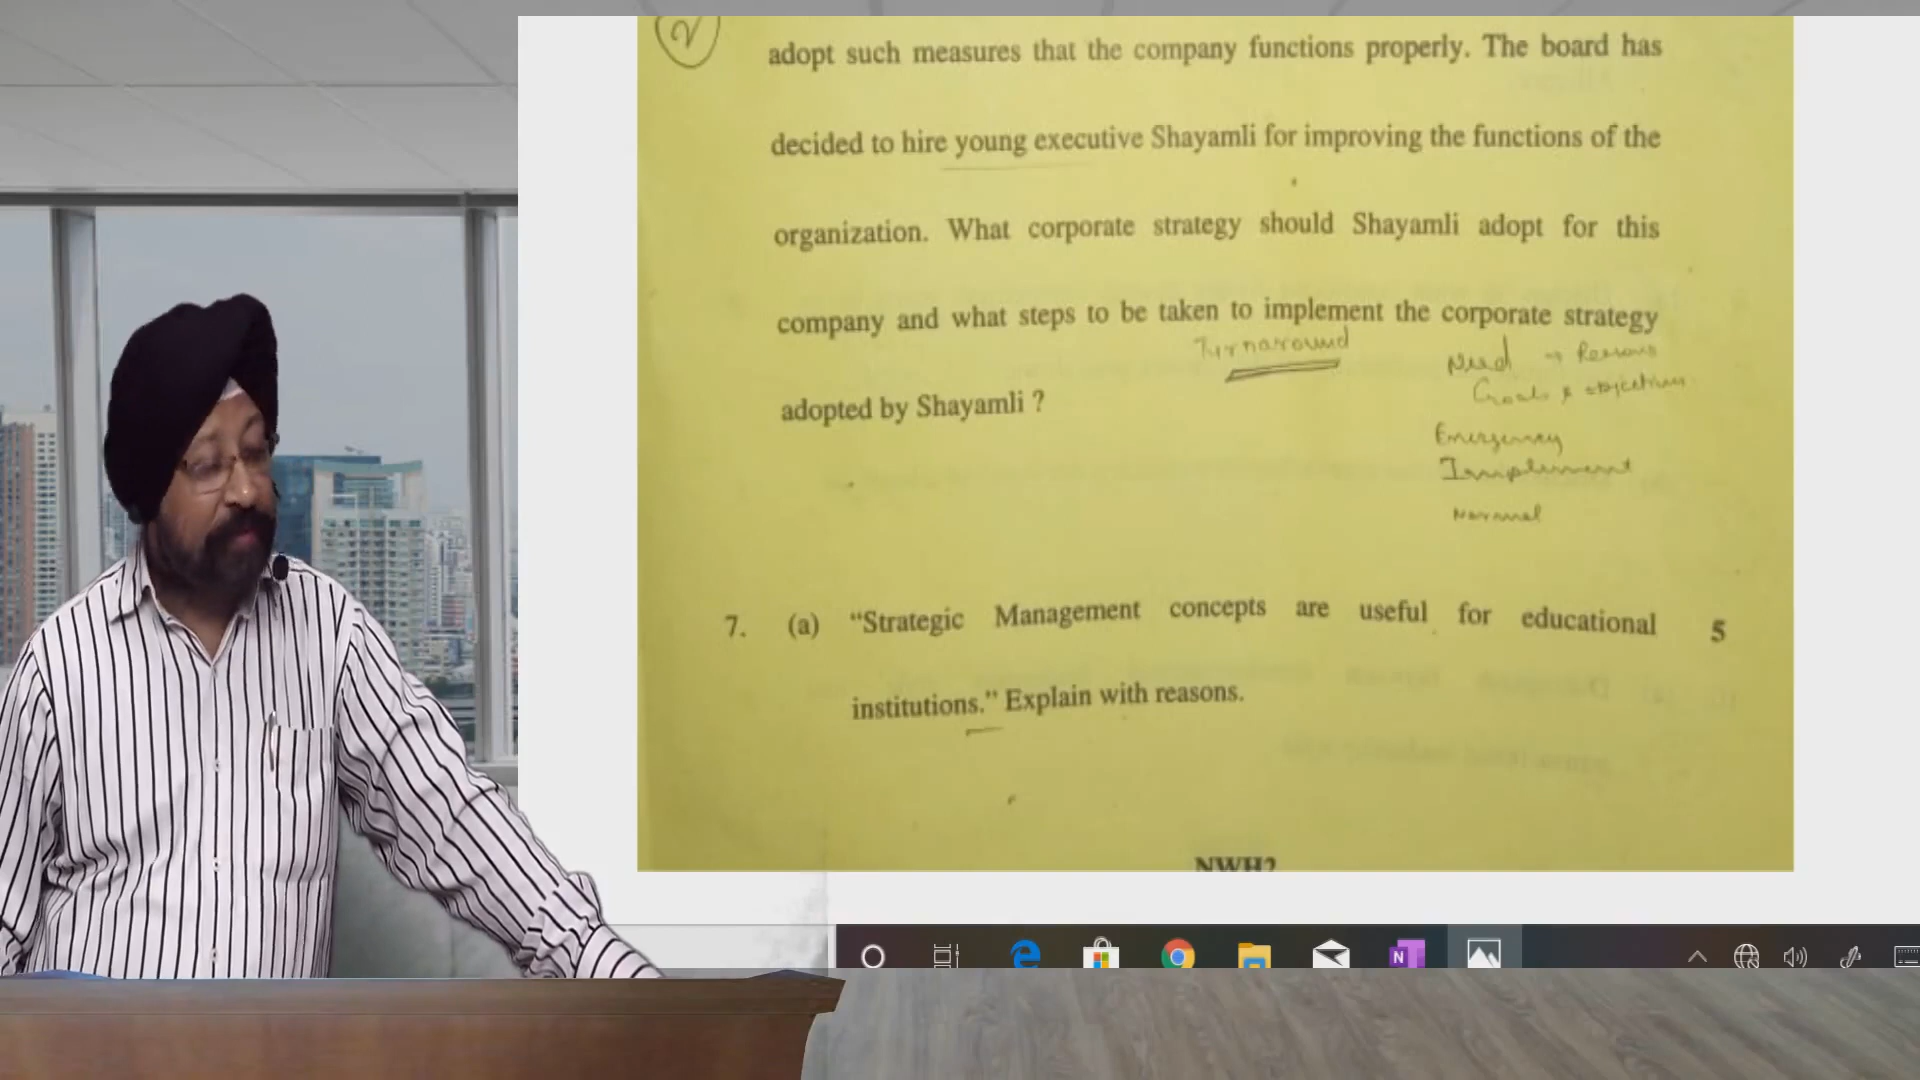 adopt such measures that the company functions properly. The board has
decided to hire young executive Shayamli for improving the functions of the
organization. What corporate strategy should Shayamli adopt for this
company and what steps to be taken to implement the corporate strategy
Turnaround
Need → Reasons
Goals & objectives
adopted by Shayamli ?
Emergency
Implement
Normal
7. (a) “Strategic Management concepts are useful for educational 5
institutions.” Explain with reasons.
NWH2
N